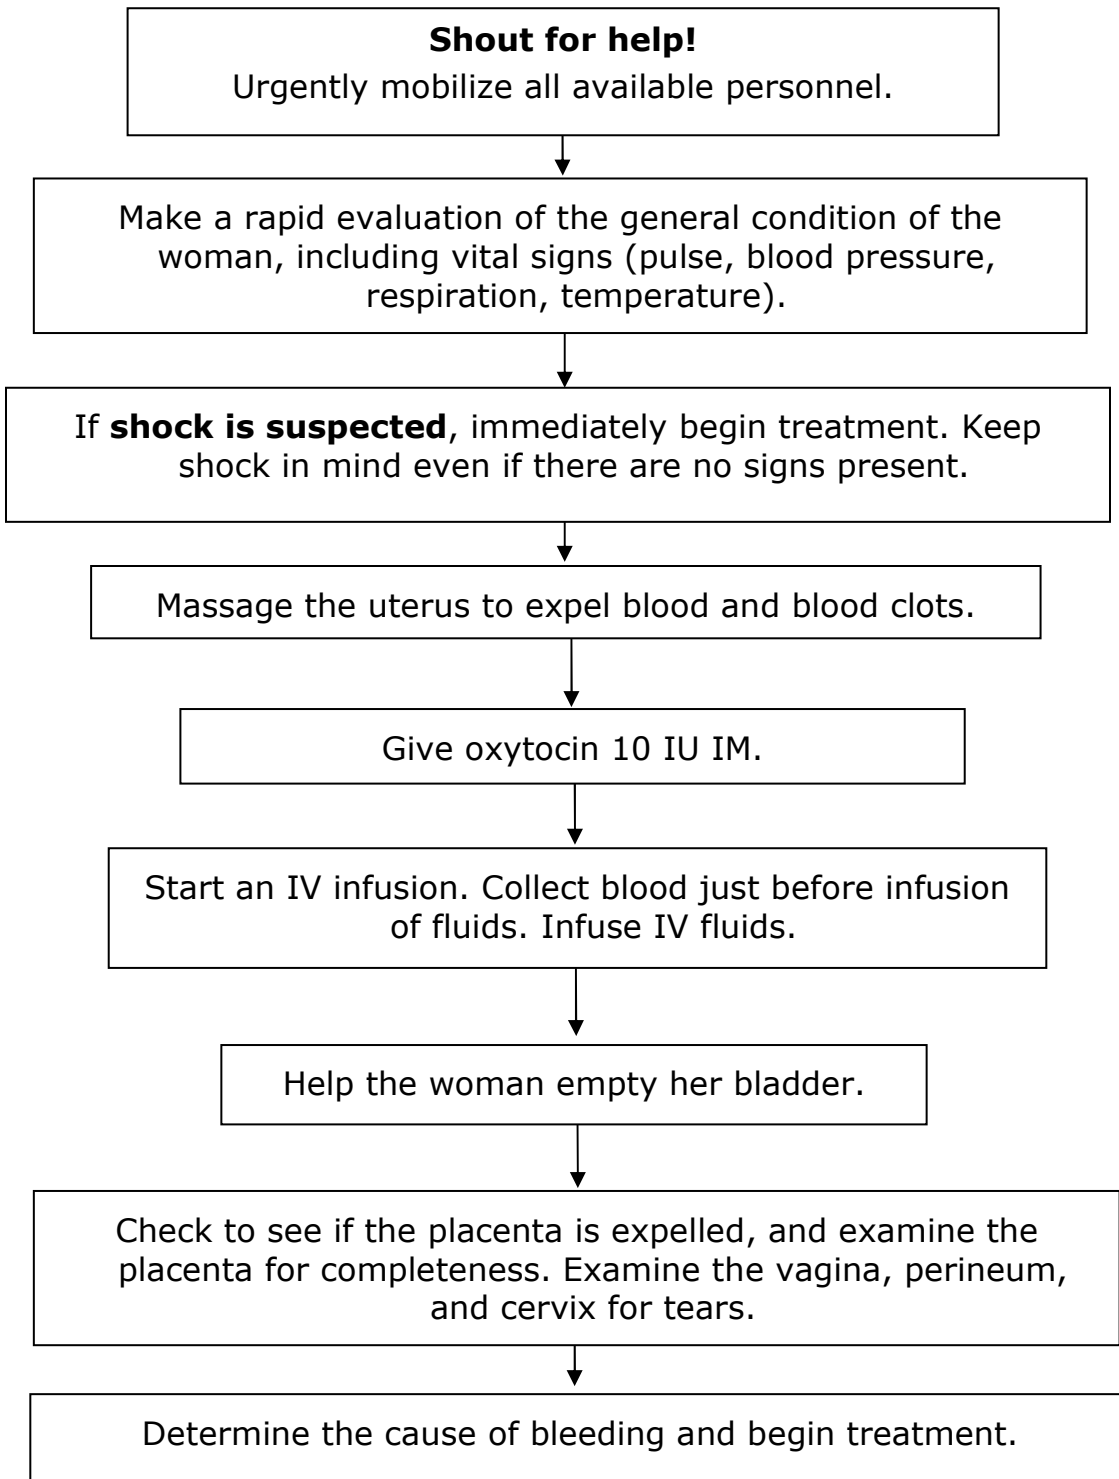 Shout for help!
Urgently mobilize all available personnel.
Make a rapid evaluation of the general condition of the
woman, including vital signs (pulse, blood pressure,
respiration, temperature).
If shock is suspected, immediately begin treatment. Keep
shock in mind even if there are no signs present.
Massage the uterus to expel blood and blood clots.
Give oxytocin 10 IU IM.
Start an IV infusion. Collect blood just before infusion
of fluids. Infuse IV fluids.
Help the woman empty her bladder.
Check to see if the placenta is expelled, and examine the
placenta for completeness. Examine the vagina, perineum,
and cervix for tears.
Determine the cause of bleeding and begin treatment.